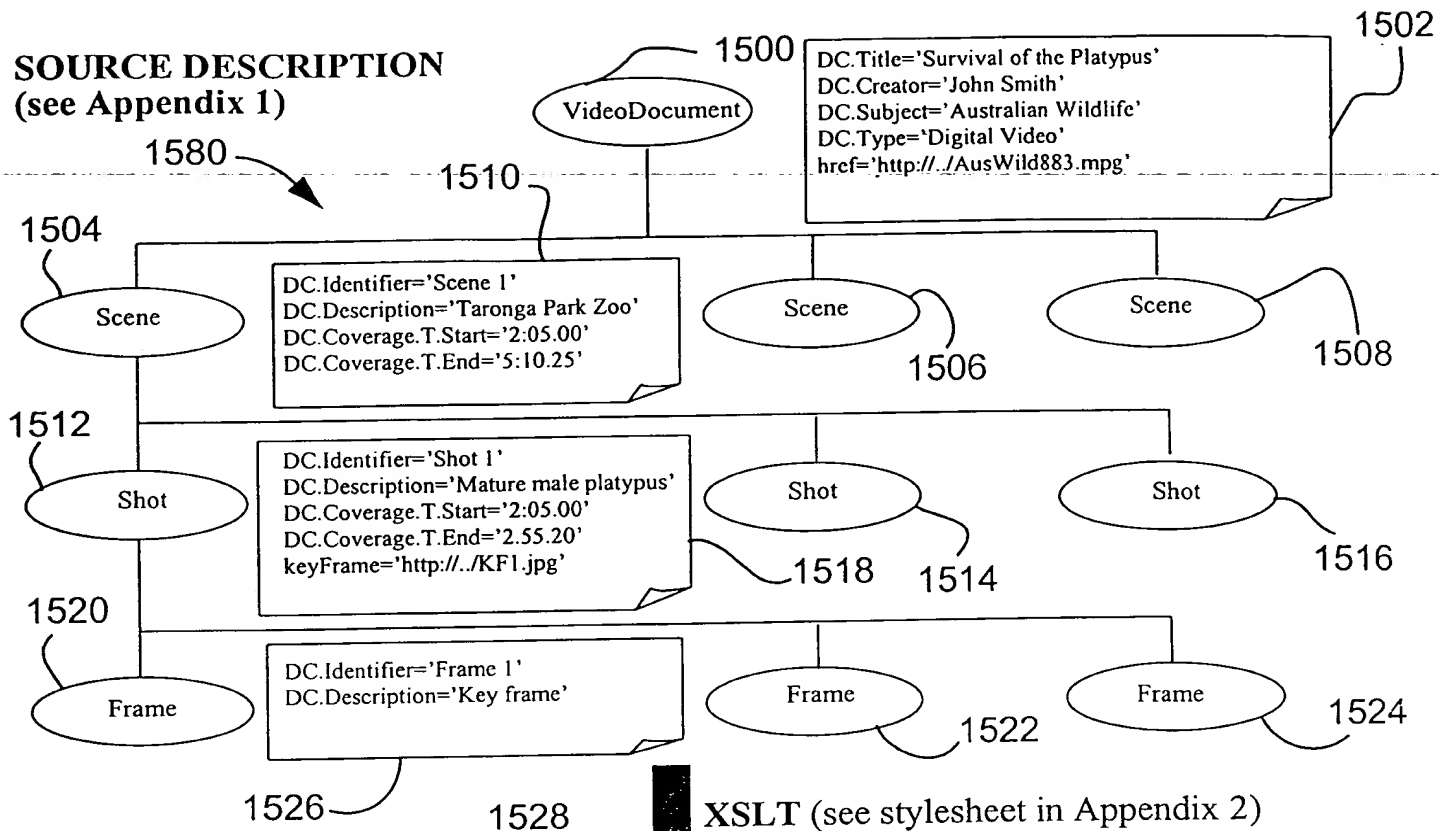 SOURCE DESCRIPTION
(see Appendix 1)
1500
1502
VideoDocument
DC.Title='Survival of the Platypus'
DC.Creator='John Smith'
DC.Subject='Australian Wildlife'
DC.Type='Digital Video'
href='http://../AusWild883.mpg'
1580
1510
1504
Scene
DC.Identifier='Scene 1'
DC.Description='Taronga Park Zoo'
DC.Coverage.T.Start='2:05.00'
DC.Coverage.T.End='5:10.25'
Scene
1506
Scene
1508
1512
Shot
DC.Identifier='Shot 1'
DC.Description='Mature male platypus'
DC.Coverage.T.Start='2:05.00'
DC.Coverage.T.End='2.55.20'
keyFrame='http://../KF1.jpg'
1518
Shot
1514
Shot
1516
1520
Frame
DC.Identifier='Frame 1'
DC.Description='Key frame'
Frame
1522
Frame
1524
1526
1528
XSLT (see stylesheet in Appendix 2)